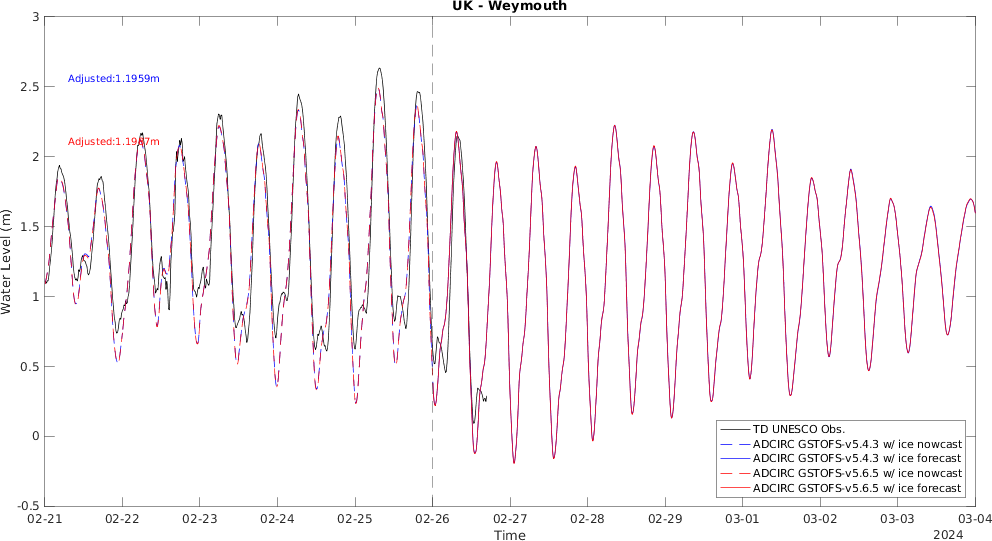 UK - Weymouth
3
2.5
2
1.5
1
0.5
0
-0.5
Water Level (m)
Adjusted:1.1959m
TD UNESCO Obs.
ADCIRC GSTOFS-v5.4.3 w/ ice nowcast
ADCIRC GSTOFS-v5.4.3 w/ ice forecast
ADCIRC GSTOFS-v5.6.5 w/ ice nowcast
ADCIRC GSTOFS-v5.6.5 w/ ice forecast
02-21 02-22 02-23 02-24 02-25 02-26 02-27 02-28 02-29 03-01 03-02 03-03 03-04
Time
2024